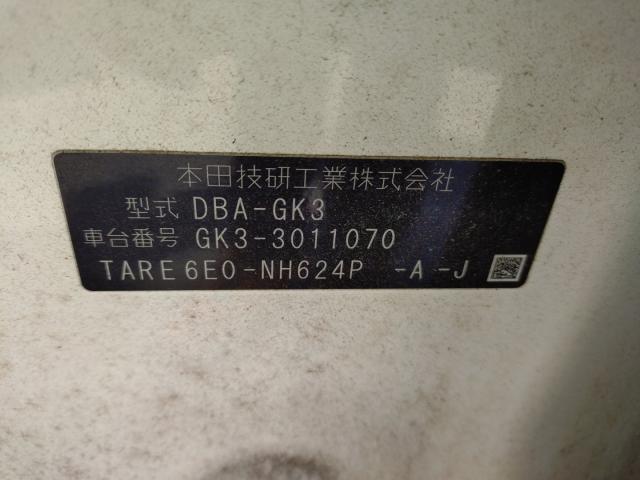 本田技研工業株式会社
型式 DBA-GK3
車台番号 GK3-3011070
TARE6E0-NH624P -A-J